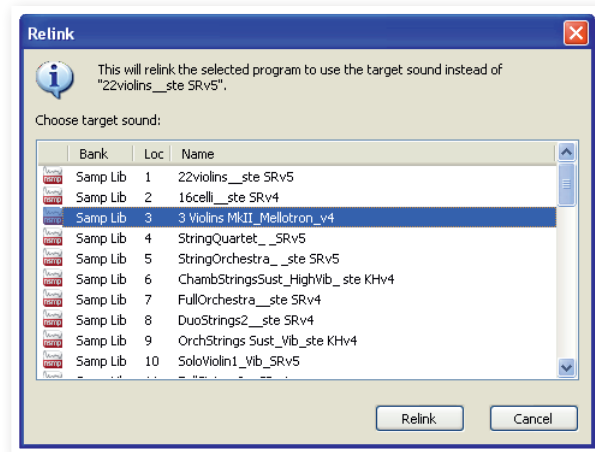 Relink
This will relink the selected program to use the target sound instead of
"22violins__ste SRv5".
Choose target sound:
Bank Loc Name
Samp Lib 1 22violins__ste SRv5
Samp Lib 2 16celli__ste SRv4
Samp Lib 3 3 Violins MkII_Mellotron_v4
Samp Lib 4 StringQuartet_ _SRv5
Samp Lib 5 StringOrchestra_ _ste SRv5
Samp Lib 6 ChambStringsSust_HighVib_ ste KHv4
Samp Lib 7 FullOrchestra__ste SRv4
Samp Lib 8 DuoStrings2__ste SRv4
Samp Lib 9 OrchStrings Sust_Vib_ste KHv4
Samp Lib 10 SoloViolin1_Vib_SRv5
Relink Cancel